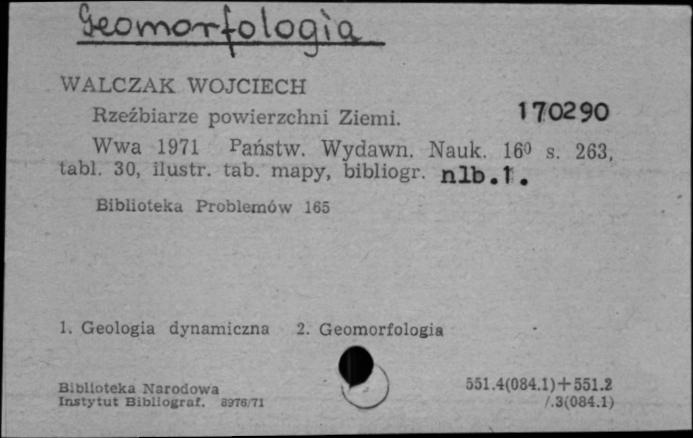 Geomorfologia
WALCZAK WOJCIECH
Rzeźbiarze powierzchni Ziemi. 170290
Wwa 1971 Państw. Wydawn. Nauk. 16º s. 263,
tabl. 30, ilustr. tab. mapy, bibliogr. nlb.1.
Biblioteka Problemów 165
1. Geologia dynamiczna 2. Geomorfologia
Biblioteka Narodowa 551.4(084.1)+551.2
Instytut Bibliograf. 8976/71 /.3(084.1)